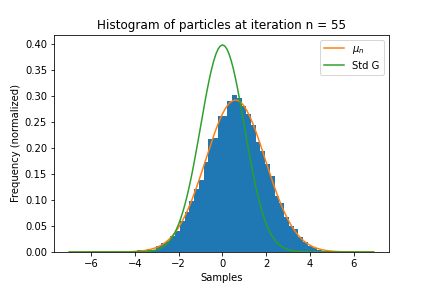 Histogram of particles at iteration n = 55
μₙ
Std G
0.40
0.35
0.30
0.25
0.20
0.15
0.10
0.05
0.00
Frequency (normalized)
−6 −4 −2 0 2 4 6
Samples